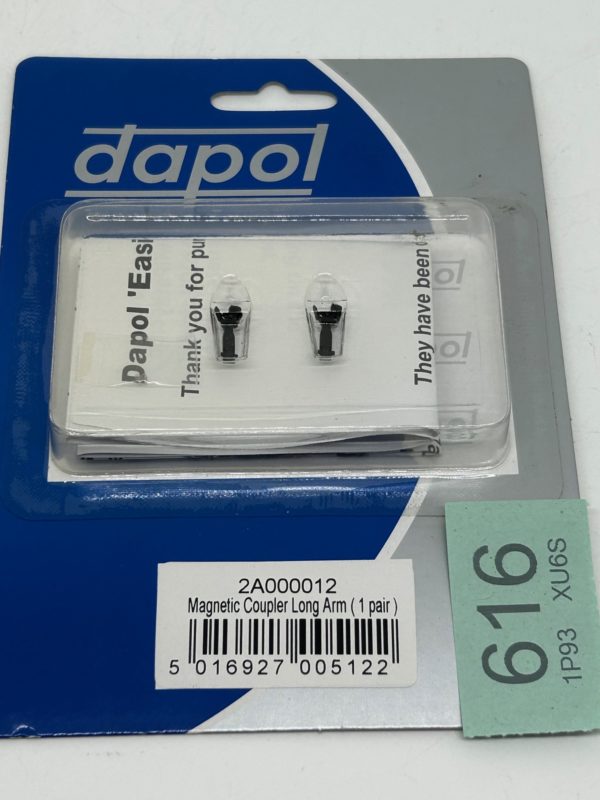 dapol
Dapol 'Easi
Thank you for pur
They have been
2A000012
Magnetic Coupler Long Arm ( 1 pair )
5 016927 005122
616
1P93 XU6S